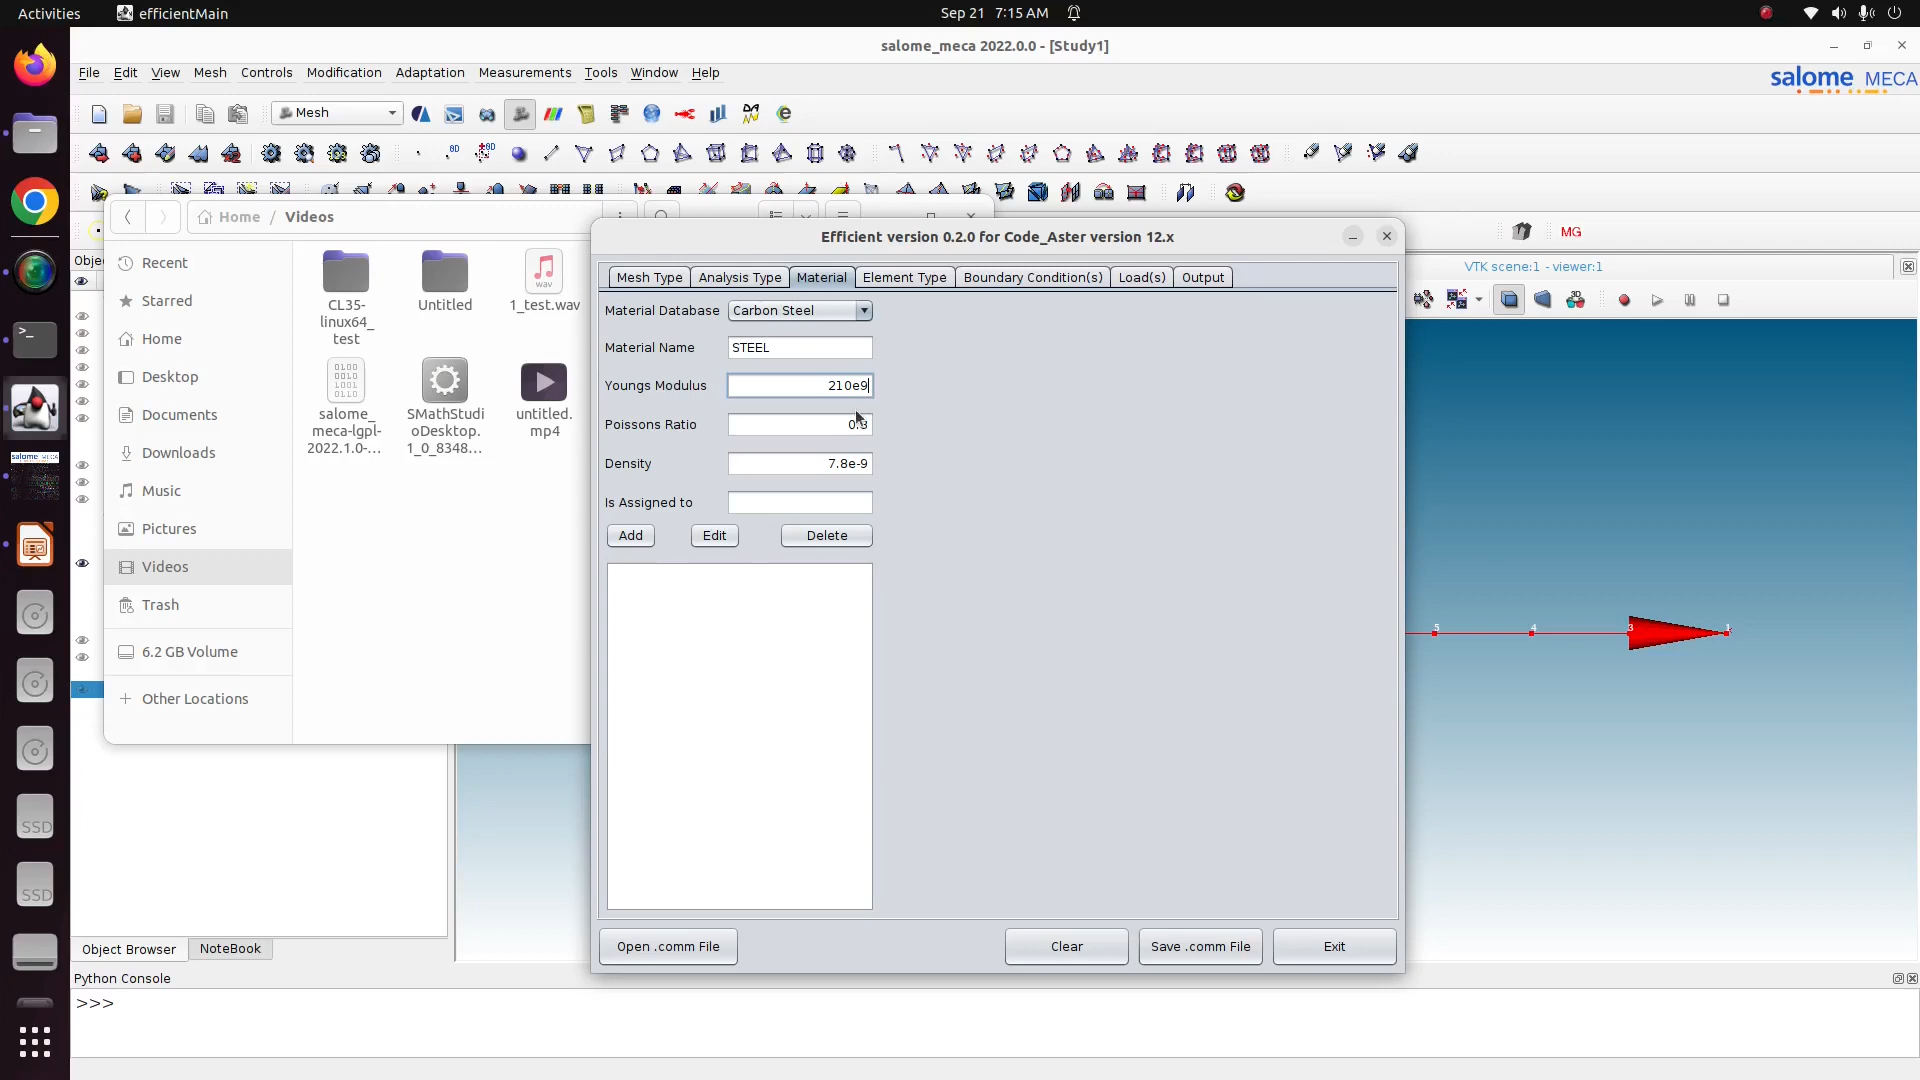 Activities
efficientMain
Sep 21 7:15 AM
salome_meca 2022.0.0 - [Study1]
File Edit View Mesh Controls Modification Adaptation Measurements Tools Window Help
salome MECA
Mesh
MG
Home / Videos
Recent
Starred
Home
Desktop
Documents
Downloads
Music
Pictures
Videos
Trash
6.2 GB Volume
Other Locations
CL35-
linux64_
test
Untitled
1_test.wav
salome_
meca-lgpl-
2022.1.0-...
SMathStudi
oDesktop.
1_0_8348...
untitled.
mp4
Efficient version 0.2.0 for Code_Aster version 12.x
Mesh Type Analysis Type Material Element Type Boundary Condition(s) Load(s) Output
Material Database Carbon Steel
Material Name STEEL
Youngs Modulus 210e9
Poissons Ratio 0.3
Density 7.8e-9
Is Assigned to
Add Edit Delete
Open .comm File Clear Save .comm File Exit
VTK scene:1 - viewer:1
5 4 3 1
Object Browser NoteBook
Python Console
>>>